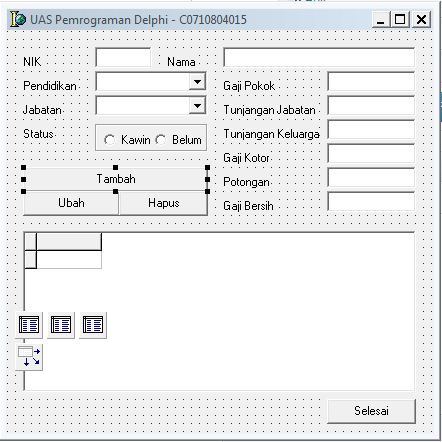 UAS Pemrograman Delphi - C0710804015
NIK Nama
Pendidikan Gaji Pokok
Jabatan Tunjangan Jabatan
Status Kawin Belum Tunjangan Keluarga
Gaji Kotor
Tambah Potongan
Ubah Hapus Gaji Bersih
Selesai